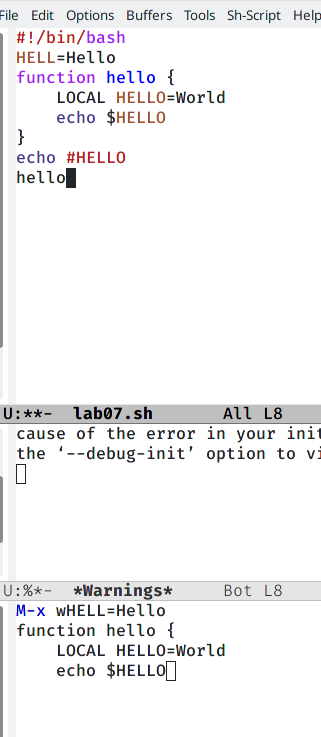 File Edit Options Buffers Tools Sh-Script Help
#!/bin/bash
HELL=Hello
function hello {
    LOCAL HELLO=World
    echo $HELLO
}
echo #HELLO
hello
U:**-  lab07.sh       All L8
cause of the error in your init
the ‘--debug-init’ option to vi
U:%*-  *Warnings*     Bot L8
M-x wHELL=Hello
function hello {
    LOCAL HELLO=World
    echo $HELLO